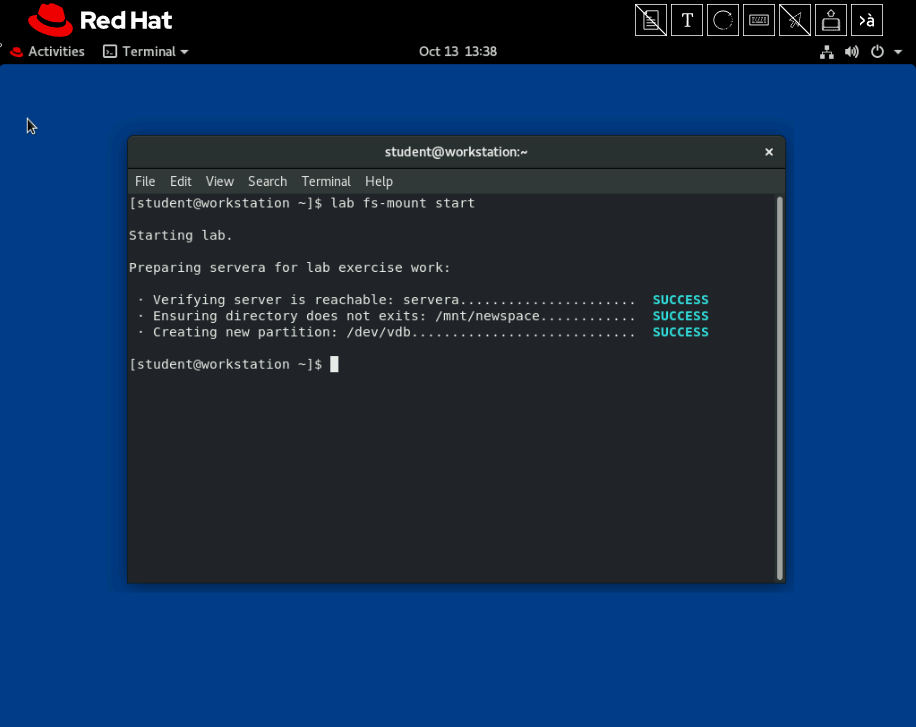 Red Hat
T
›à
Activities Terminal Oct 13 13:38
student@workstation:~ ×
File Edit View Search Terminal Help
[student@workstation ~]$ lab fs-mount start
Starting lab.
Preparing servera for lab exercise work:
· Verifying server is reachable: servera...................... SUCCESS
· Ensuring directory does not exits: /mnt/newspace............ SUCCESS
· Creating new partition: /dev/vdb............................ SUCCESS
[student@workstation ~]$